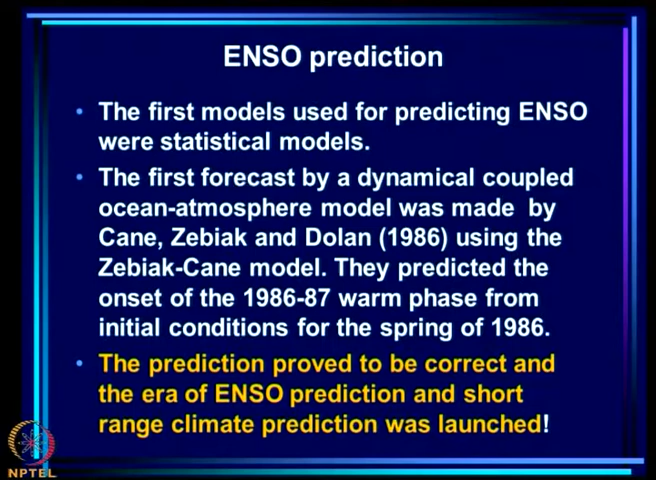 ENSO prediction
• The first models used for predicting ENSO
were statistical models.
• The first forecast by a dynamical coupled
ocean-atmosphere model was made by
Cane, Zebiak and Dolan (1986) using the
Zebiak-Cane model. They predicted the
onset of the 1986-87 warm phase from
initial conditions for the spring of 1986.
• The prediction proved to be correct and
the era of ENSO prediction and short
range climate prediction was launched!
NPTEL